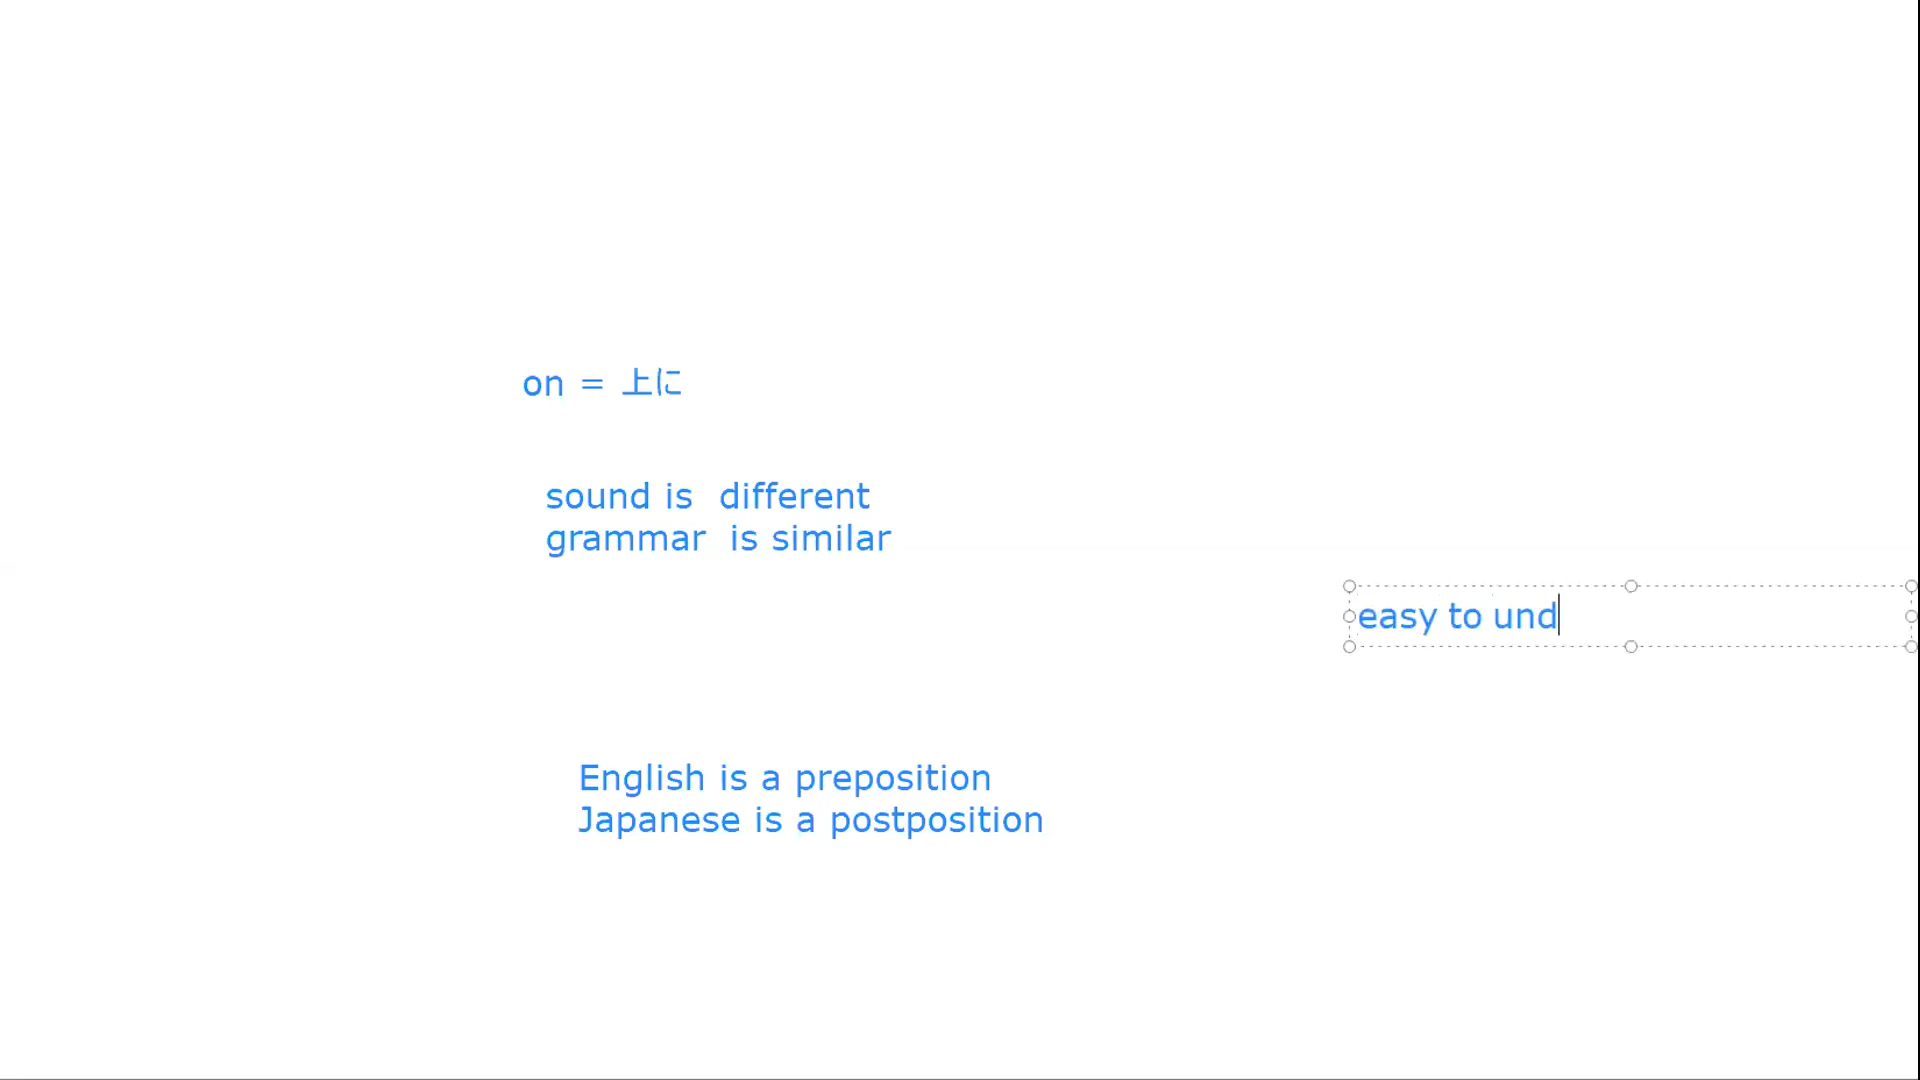 on = 上に
sound is different
grammar is similar
easy to und
English is a preposition
Japanese is a postposition